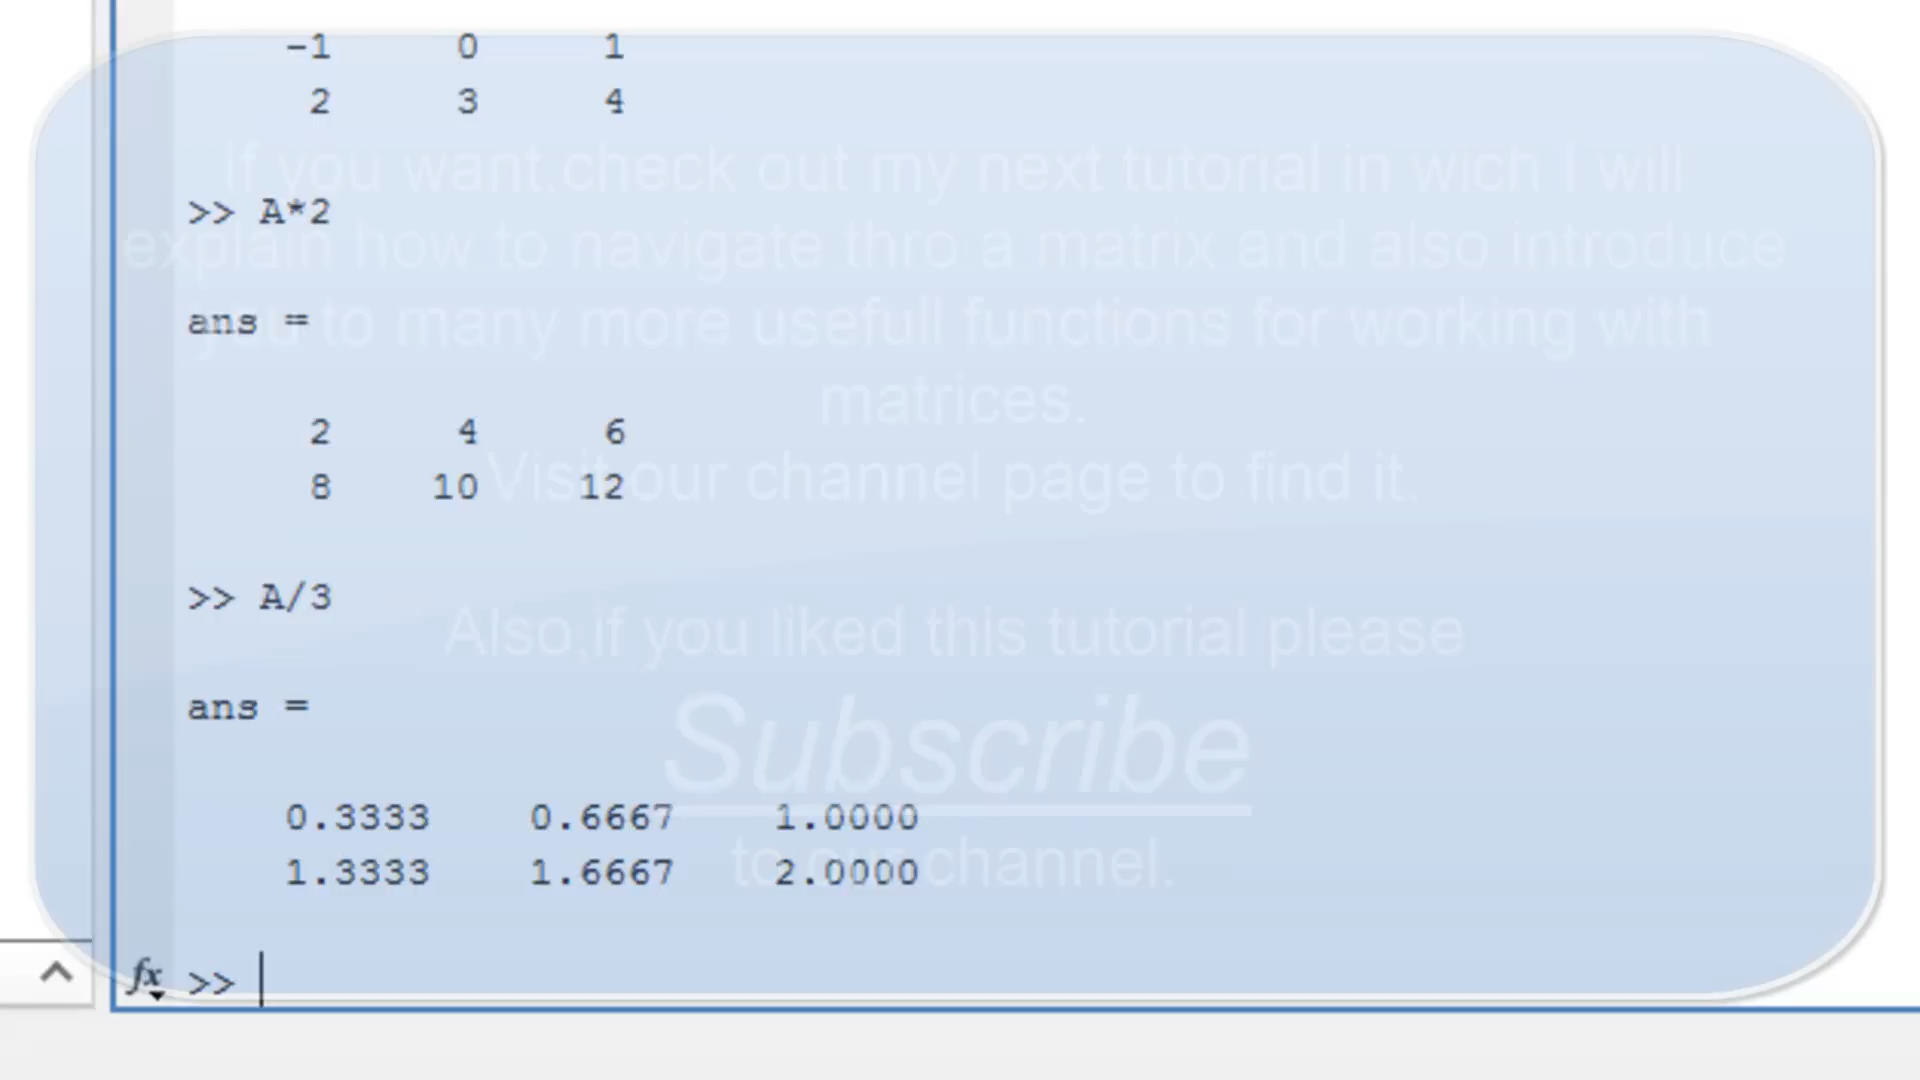 -1 0 1
2 3 4
If you want,check out my next tutorial in wich I will
>> A*2
explain how to navigate thro a matrix and also introduce
ans =
you to many more usefull functions for working with
matrices.
2 4 6
Visit our channel page to find it.
8 10 12
>> A/3
Also,if you liked this tutorial please
ans =
Subscribe
0.3333 0.6667 1.0000
to our channel.
1.3333 1.6667 2.0000
fx >>